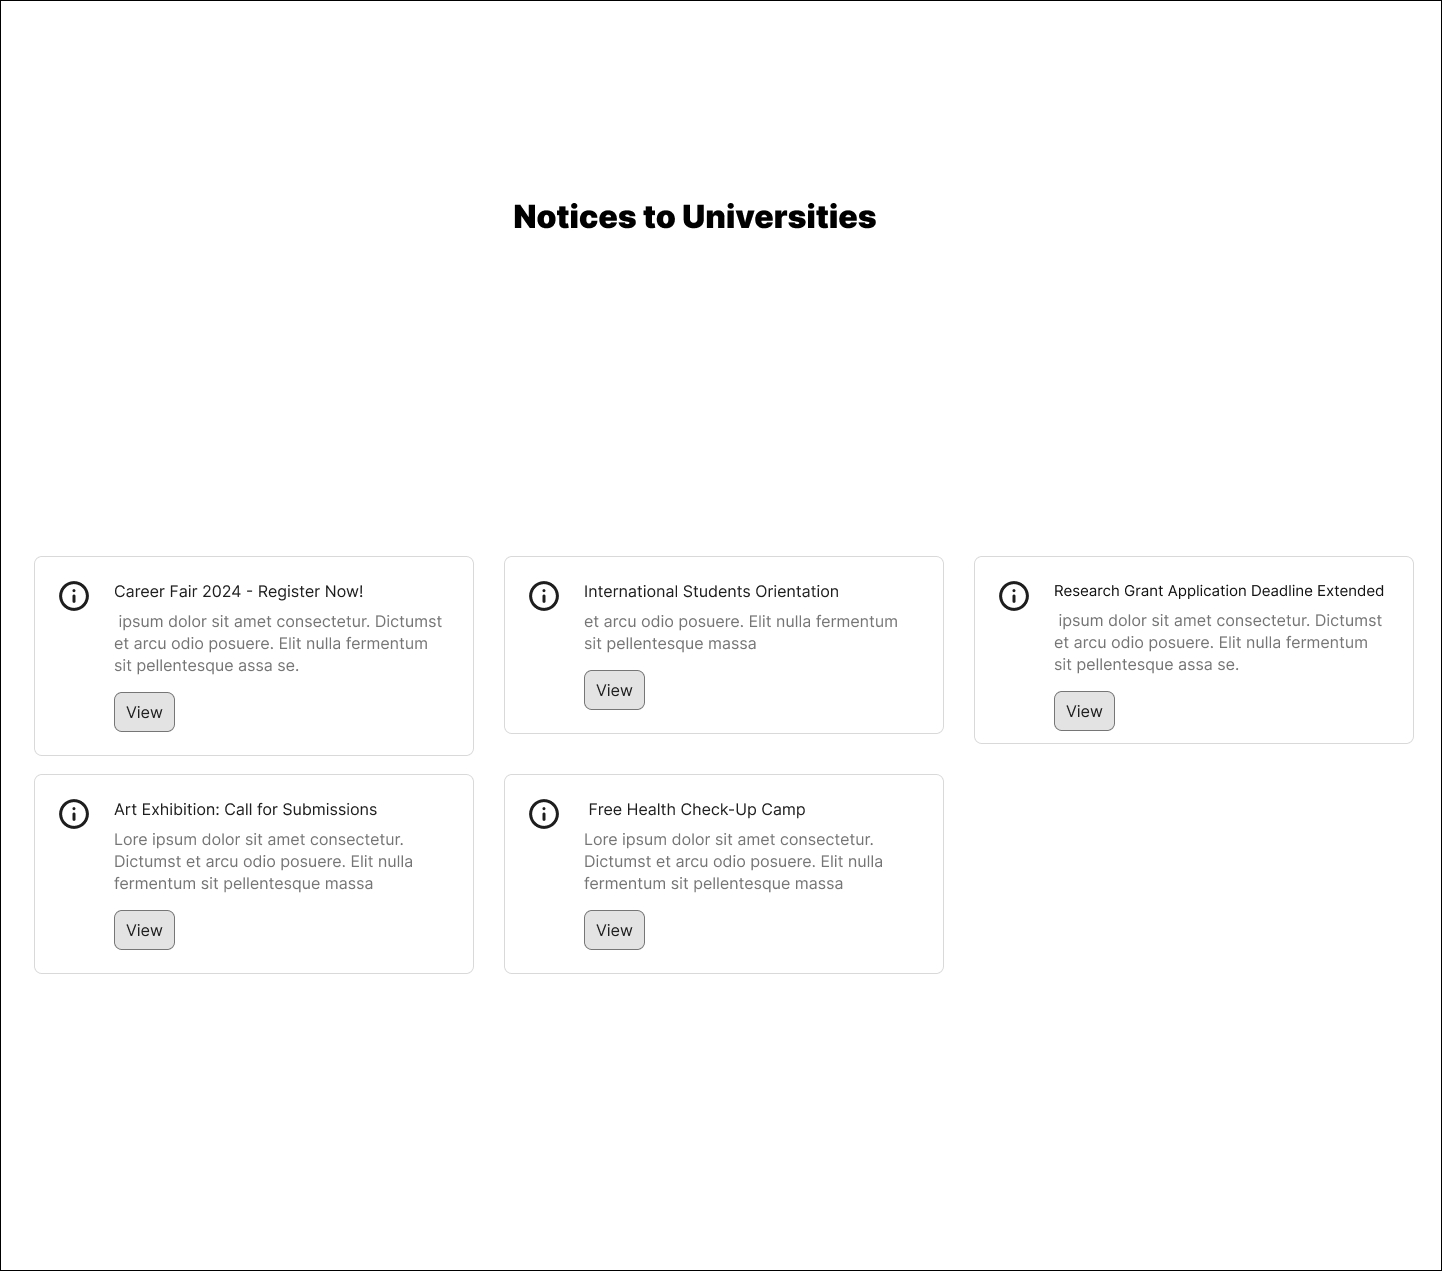 Notices to Universities
Career Fair 2024 - Register Now!
ipsum dolor sit amet consectetur. Dictumst
et arcu odio posuere. Elit nulla fermentum
sit pellentesque assa se.
View
International Students Orientation
et arcu odio posuere. Elit nulla fermentum
sit pellentesque massa
View
Research Grant Application Deadline Extended
ipsum dolor sit amet consectetur. Dictumst
et arcu odio posuere. Elit nulla fermentum
sit pellentesque assa se.
View
Art Exhibition: Call for Submissions
Lore ipsum dolor sit amet consectetur.
Dictumst et arcu odio posuere. Elit nulla
fermentum sit pellentesque massa
View
Free Health Check-Up Camp
Lore ipsum dolor sit amet consectetur.
Dictumst et arcu odio posuere. Elit nulla
fermentum sit pellentesque massa
View